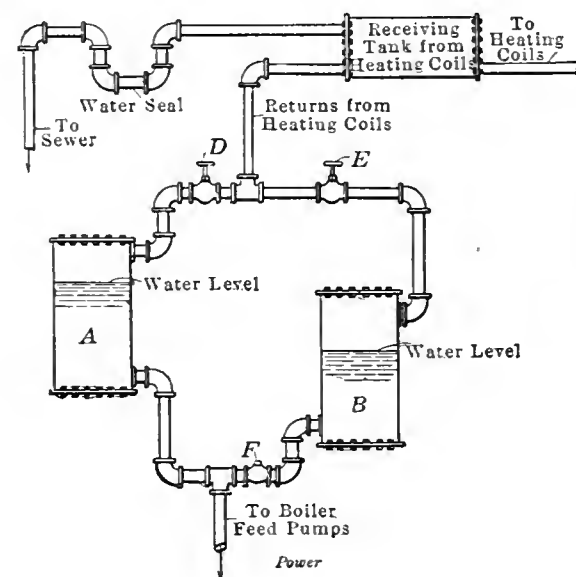 Receiving
Tank from
Heating Coils
To
Heating
Coils
Water Seal
To
Sewer
Returns from
Heating Coils
D
E
Water Level
A
Water Level
B
F
To Boiler
Feed Pumps
Power